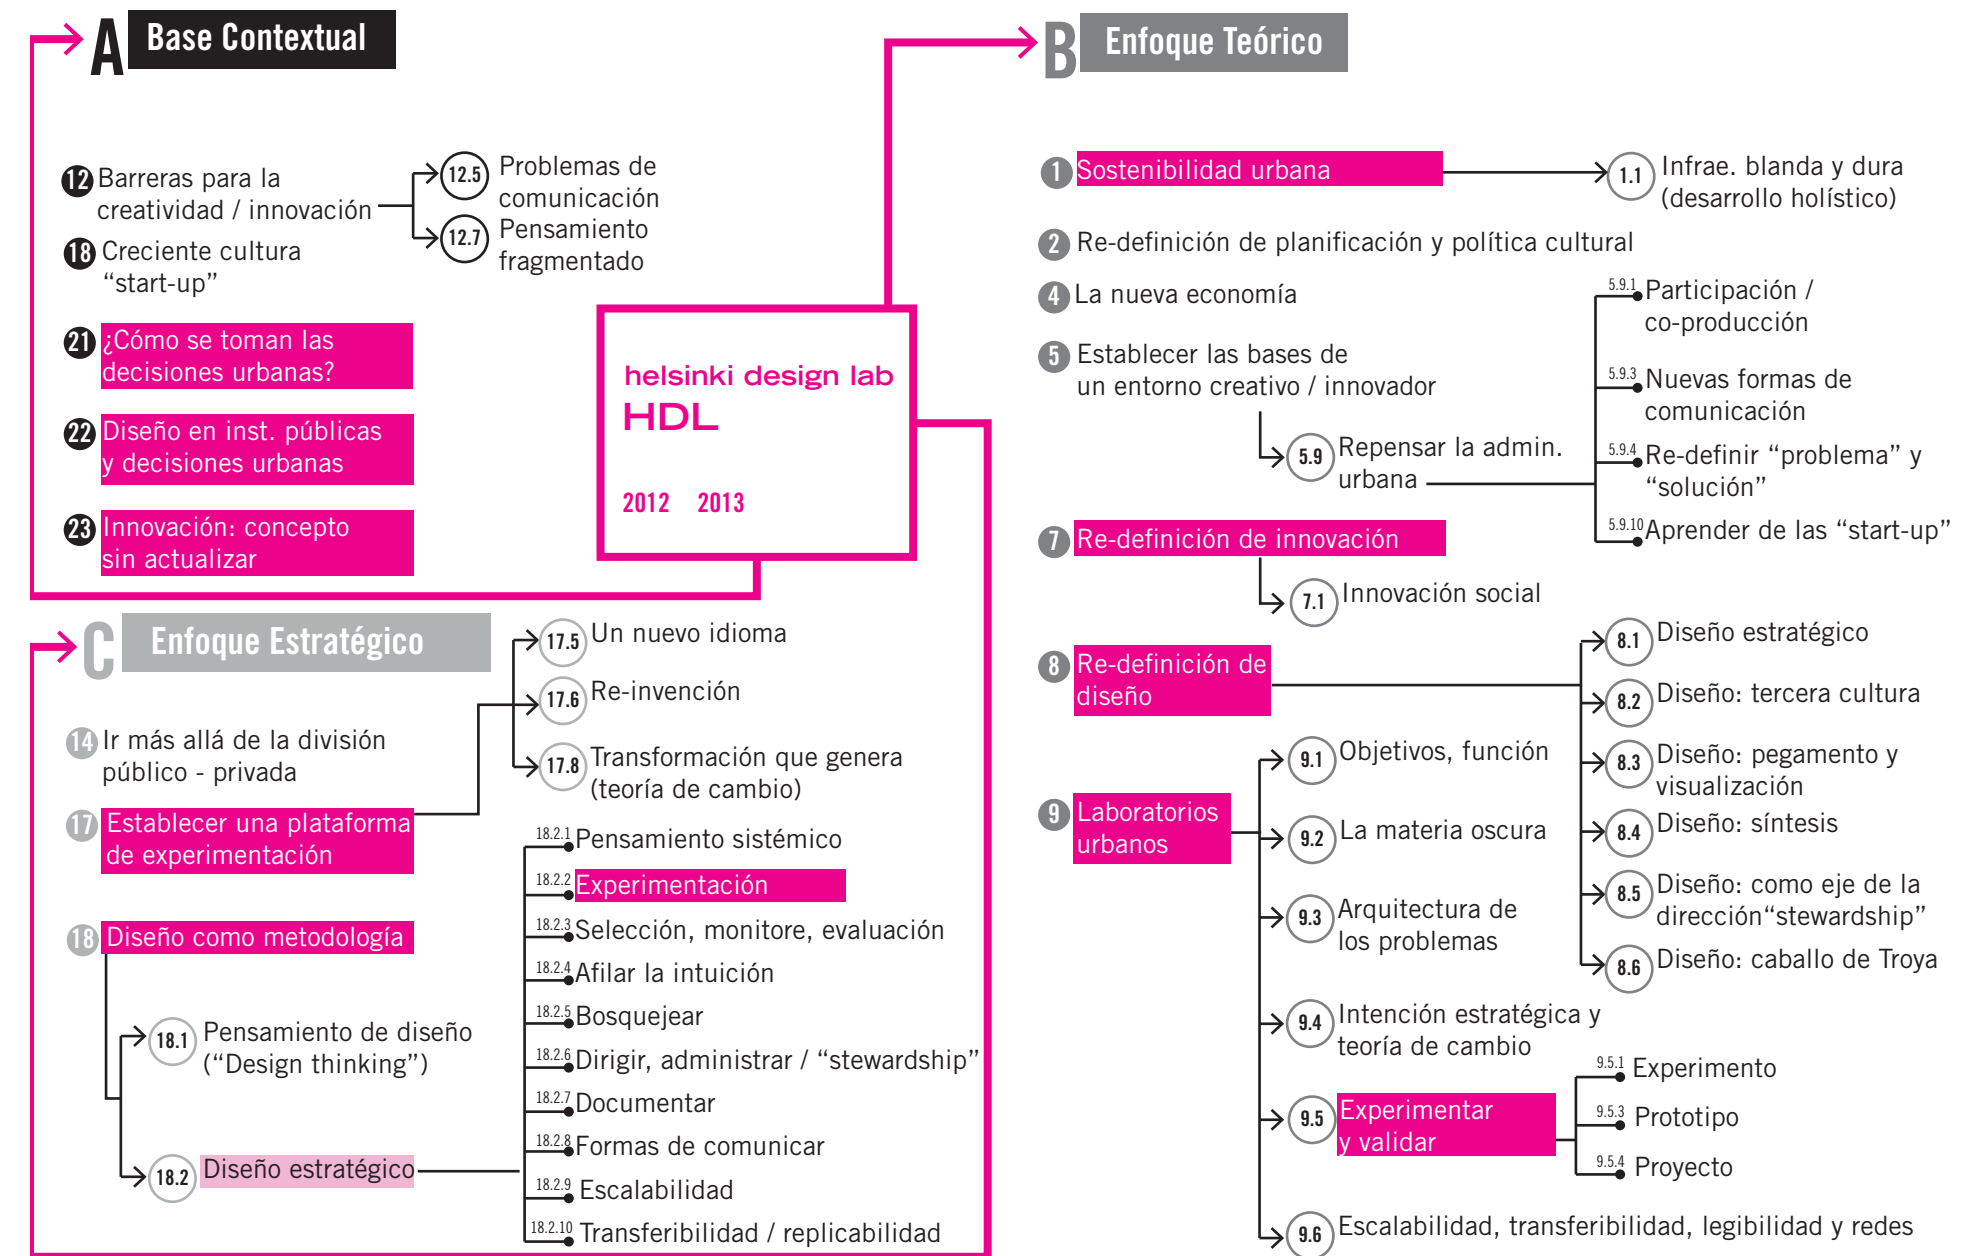 A Base Contextual
12 Barreras para la
creatividad / innovación
12.5 Problemas de
comunicación
12.7 Pensamiento
fragmentado
18 Creciente cultura
“start-up”
21 ¿Cómo se toman las
decisiones urbanas?
22 Diseño en inst. públicas
y decisiones urbanas
23 Innovación: concepto
sin actualizar
helsinki design lab
HDL
2012 2013
B Enfoque Teórico
1 Sostenibilidad urbana
1.1 Infrae. blanda y dura
(desarrollo holístico)
2 Re-definición de planificación y política cultural
4 La nueva economía
5 Establecer las bases de
un entorno creativo / innovador
5.9 Repensar la admin.
urbana
5.9.1 Participación /
co-producción
5.9.3 Nuevas formas de
comunicación
5.9.4 Re-definir “problema” y
“solución”
5.9.10 Aprender de las “start-up”
7 Re-definición de innovación
7.1 Innovación social
8 Re-definición de
diseño
8.1 Diseño estratégico
8.2 Diseño: tercera cultura
8.3 Diseño: pegamento y
visualización
8.4 Diseño: síntesis
8.5 Diseño: como eje de la
dirección“stewardship”
8.6 Diseño: caballo de Troya
9 Laboratorios
urbanos
9.1 Objetivos, función
9.2 La materia oscura
9.3 Arquitectura de
los problemas
9.4 Intención estratégica y
teoría de cambio
9.5 Experimentar
y validar
9.5.1 Experimento
9.5.3 Prototipo
9.5.4 Proyecto
9.6 Escalabilidad, transferibilidad, legibilidad y redes
C Enfoque Estratégico
14 Ir más allá de la división
público - privada
17 Establecer una plataforma
de experimentación
17.5 Un nuevo idioma
17.6 Re-invención
17.8 Transformación que genera
(teoría de cambio)
18 Diseño como metodología
18.1 Pensamiento de diseño
(“Design thinking”)
18.2 Diseño estratégico
18.2.1 Pensamiento sistémico
18.2.2 Experimentación
18.2.3 Selección, monitore, evaluación
18.2.4 Afilar la intuición
18.2.5 Bosquejear
18.2.6 Dirigir, administrar / “stewardship”
18.2.7 Documentar
18.2.8 Formas de comunicar
18.2.9 Escalabilidad
18.2.10 Transferibilidad / replicabilidad